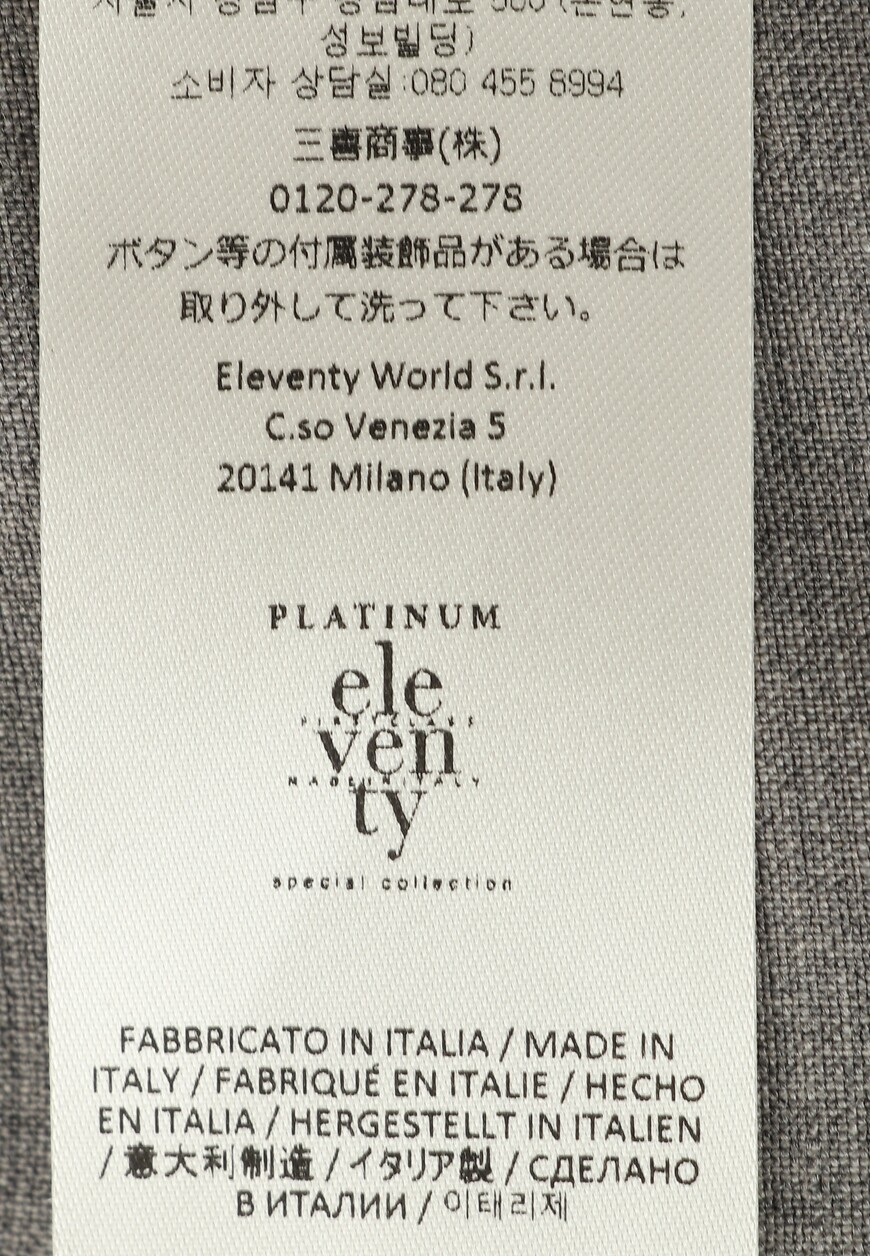 성보빌딩)
소비자 상담실:080 455 8994
三喜商事(株)
0120-278-278
ボタン等の付属装飾品がある場合は
取り外して洗って下さい。
Eleventy World S.r.l.
C.so Venezia 5
20141 Milano (Italy)
PLATINUM
ele
ven
MADE IN ITALY
ty
special collection
FABBRICATO IN ITALIA / MADE IN
ITALY / FABRIQUÉ EN ITALIE / HECHO
EN ITALIA / HERGESTELLT IN ITALIEN
/ 意大利制造 / イタリア製 / СДЕЛАНО
В ИТАЛИИ / 이태리제